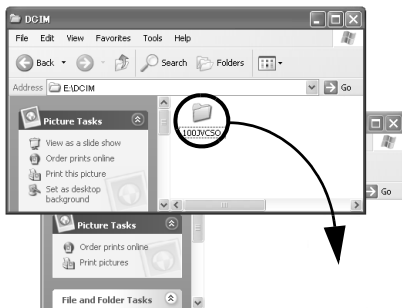 DCIM
File Edit View Favorites Tools Help
Back Search Folders
Address E:\DCIM Go
Picture Tasks
View as a slide show
Order prints online
Print this picture
Set as desktop
background
100JVCSO
Go
Picture Tasks
Order prints online
Print pictures
File and Folder Tasks